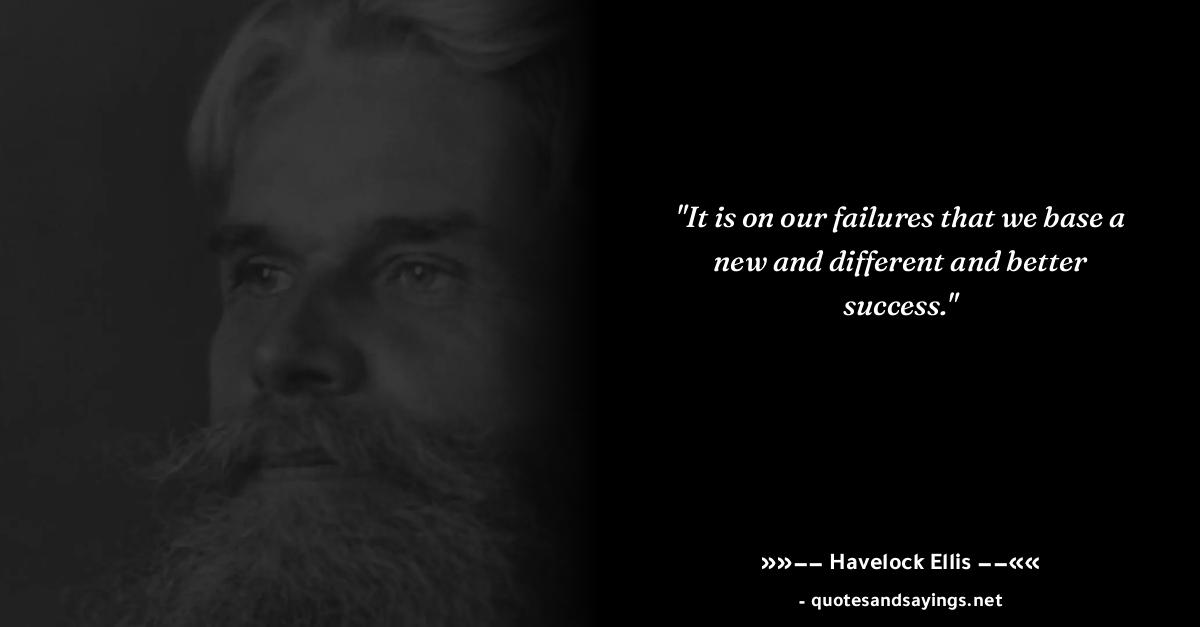 "It is on our failures that we base a
new and different and better
success."
»»−− Havelock Ellis −−««
- quotesandsayings.net